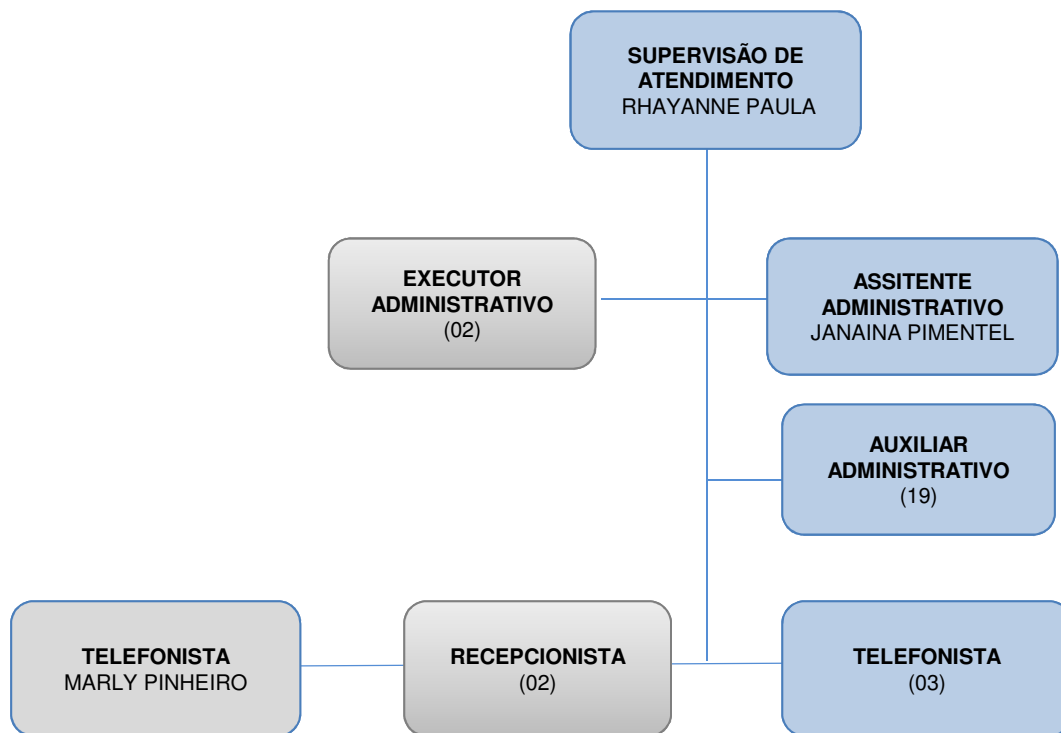 SUPERVISÃO DE
ATENDIMENTO
RHAYANNE PAULA
EXECUTOR
ADMINISTRATIVO
(02)
ASSITENTE
ADMINISTRATIVO
JANAINA PIMENTEL
AUXILIAR
ADMINISTRATIVO
(19)
TELEFONISTA
MARLY PINHEIRO
RECEPCIONISTA
(02)
TELEFONISTA
(03)